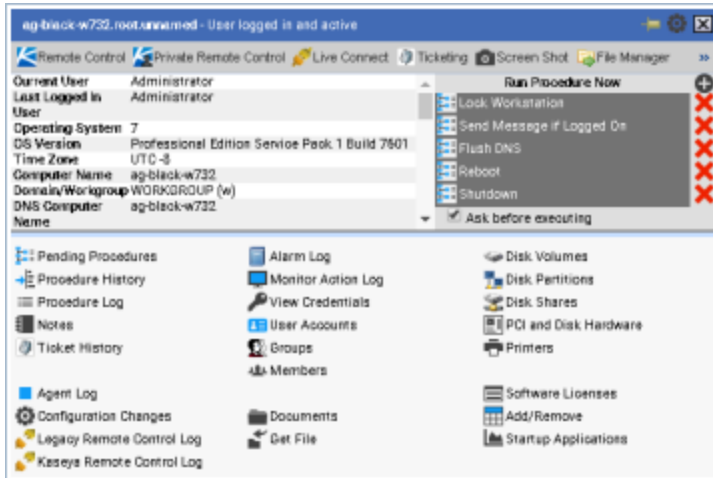 ag-black-w732.root.unnamed - User logged in and active
Remote Control Private Remote Control Live Connect Ticketing Screen Shot File Manager »
Current User Administrator
Last Logged In User Administrator
Operating System 7
OS Version Professional Edition Service Pack 1 Build 7601
Time Zone UTC -8
Computer Name ag-black-w732
Domain/Workgroup WORKGROUP (w)
DNS Computer Name ag-black-w732
Run Procedure Now
Lock Workstation
Send Message if Logged On
Flush DNS
Reboot
Shutdown
Ask before executing
Pending Procedures
Procedure History
Procedure Log
Notes
Ticket History
Agent Log
Configuration Changes
Legacy Remote Control Log
Kaseya Remote Control Log
Alarm Log
Monitor Action Log
View Credentials
User Accounts
Groups
Members
Documents
Get File
Disk Volumes
Disk Partitions
Disk Shares
PCI and Disk Hardware
Printers
Software Licenses
Add/Remove
Startup Applications